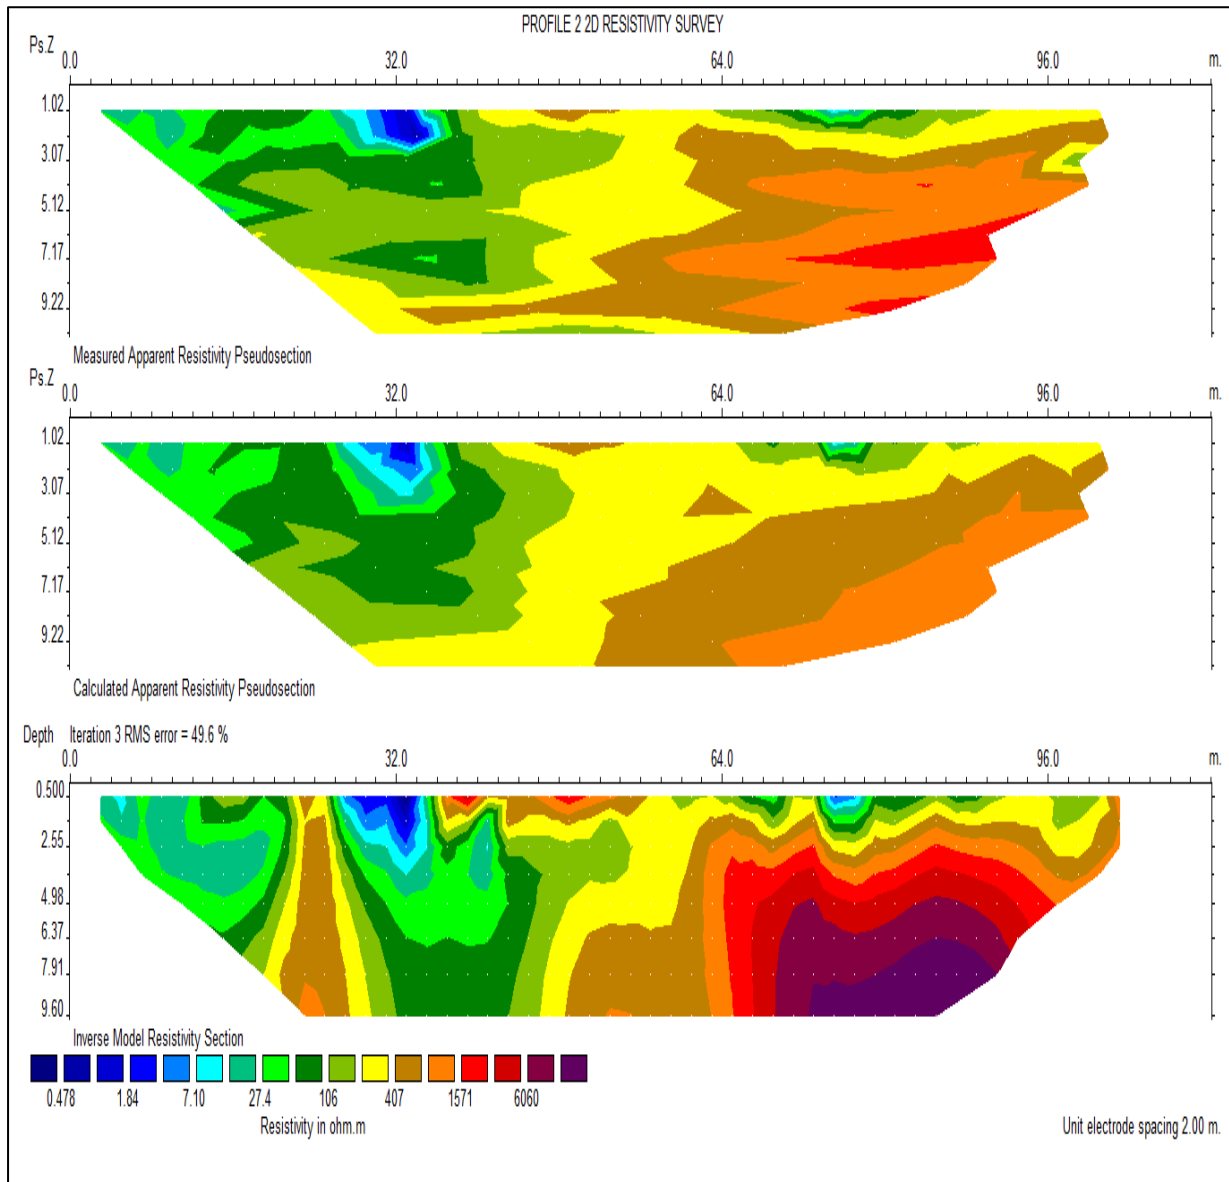 PROFILE 2 2D RESISTIVITY SURVEY
Ps.Z 0.0 32.0 64.0 96.0 m.
1.02
3.07
5.12
7.17
9.22
Measured Apparent Resistivity Pseudosection
Ps.Z 0.0 32.0 64.0 96.0 m.
1.02
3.07
5.12
7.17
9.22
Calculated Apparent Resistivity Pseudosection
Depth Iteration 3 RMS error = 49.6 %
0.0 32.0 64.0 96.0 m.
0.500
2.55
4.98
6.37
7.91
9.60
Inverse Model Resistivity Section
0.478 1.84 7.10 27.4 106 407 1571 6060
Resistivity in ohm.m Unit electrode spacing 2.00 m.